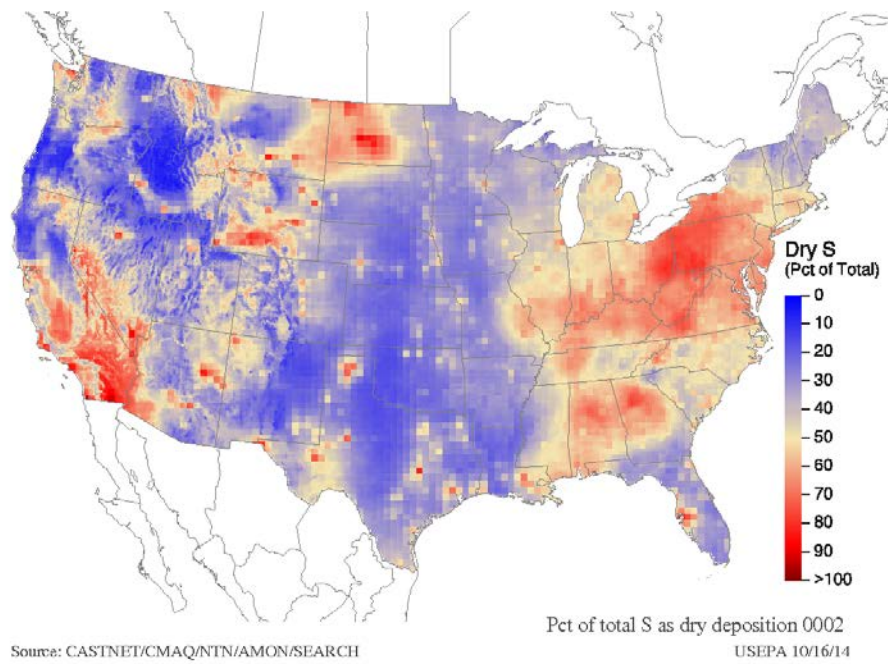 Dry S
(Pct of Total)
0
10
20
30
40
50
60
70
80
90
>100
Pct of total S as dry deposition 0002
Source: CASTNET/CMAQ/NTN/AMON/SEARCH
USEPA 10/16/14